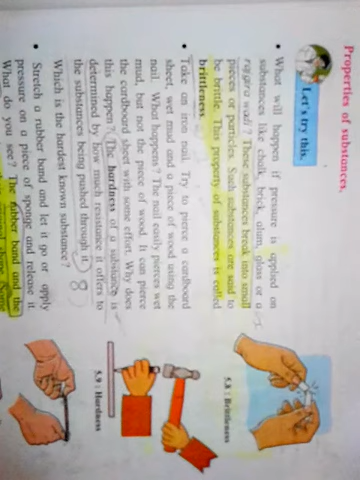 Properties of substances.
Let's try this.
• What will happen if pressure is applied on
substances like chalk, brick, alum, glass or a
rajgara wadi? These substances break into small
pieces or particles. Such substances are said to
be brittle. This property of substances is called
brittleness.
• Take an iron nail. Try to pierce a cardboard
sheet, wet mud and a piece of wood using the
nail. What happens? The nail easily pierces wet
mud, but not the piece of wood. It can pierce
the cardboard sheet with some effort. Why does
this happen? The hardness of a substance is
determined by how much resistance it offers to
the substances being pushed through it.
Which is the hardest known substance?
• Stretch a rubber band and let it go or apply
pressure on a piece of sponge and release it.
What do you see? The rubber band and the
5.8 : Brittleness
5.9 : Hardness